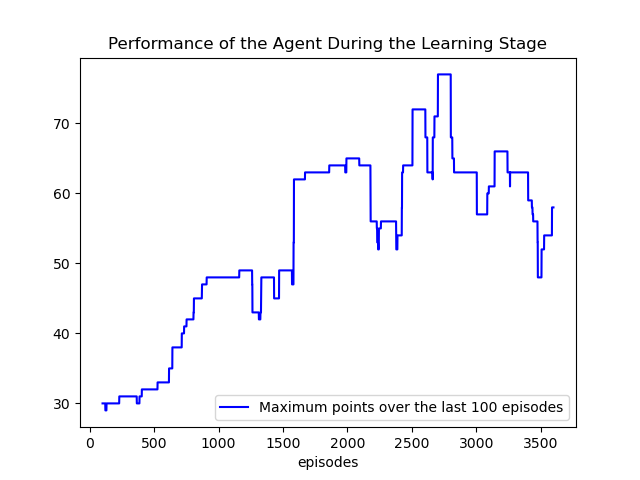 Performance of the Agent During the Learning Stage
70
60
50
40
30
Maximum points over the last 100 episodes
0 500 1000 1500 2000 2500 3000 3500
episodes